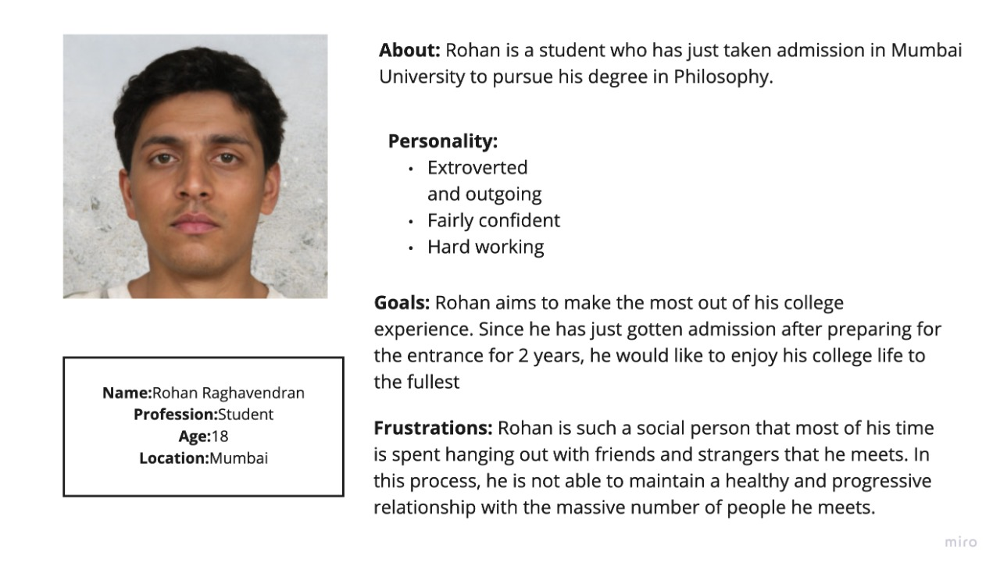 About: Rohan is a student who has just taken admission in Mumbai
University to pursue his degree in Philosophy.
Personality:
• Extroverted
and outgoing
• Fairly confident
• Hard working
Goals: Rohan aims to make the most out of his college
experience. Since he has just gotten admission after preparing for
the entrance for 2 years, he would like to enjoy his college life to
the fullest
Name:Rohan Raghavendran
Profession:Student
Age:18
Location:Mumbai
Frustrations: Rohan is such a social person that most of his time
is spent hanging out with friends and strangers that he meets. In
this process, he is not able to maintain a healthy and progressive
relationship with the massive number of people he meets.
miro